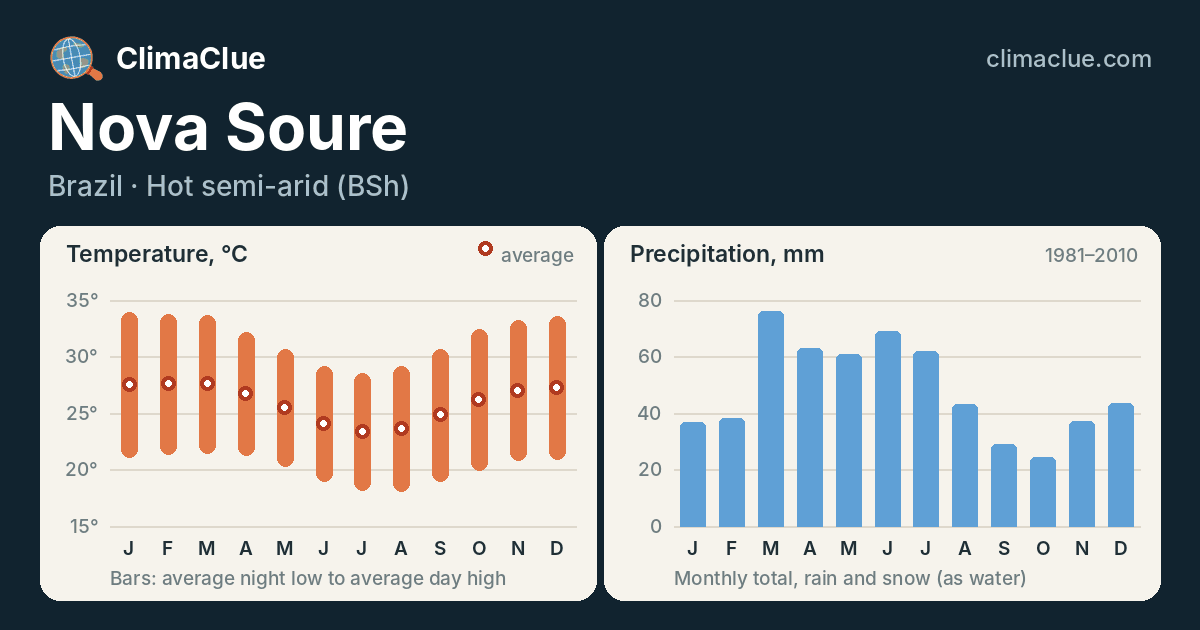 ClimaClue
climaclue.com
Nova Soure
Brazil · Hot semi-arid (BSh)
Temperature, °C
average
35°
30°
25°
20°
15°
J F M A M J J A S O N D
Bars: average night low to average day high
Precipitation, mm
1981–2010
80
60
40
20
0
J F M A M J J A S O N D
Monthly total, rain and snow (as water)